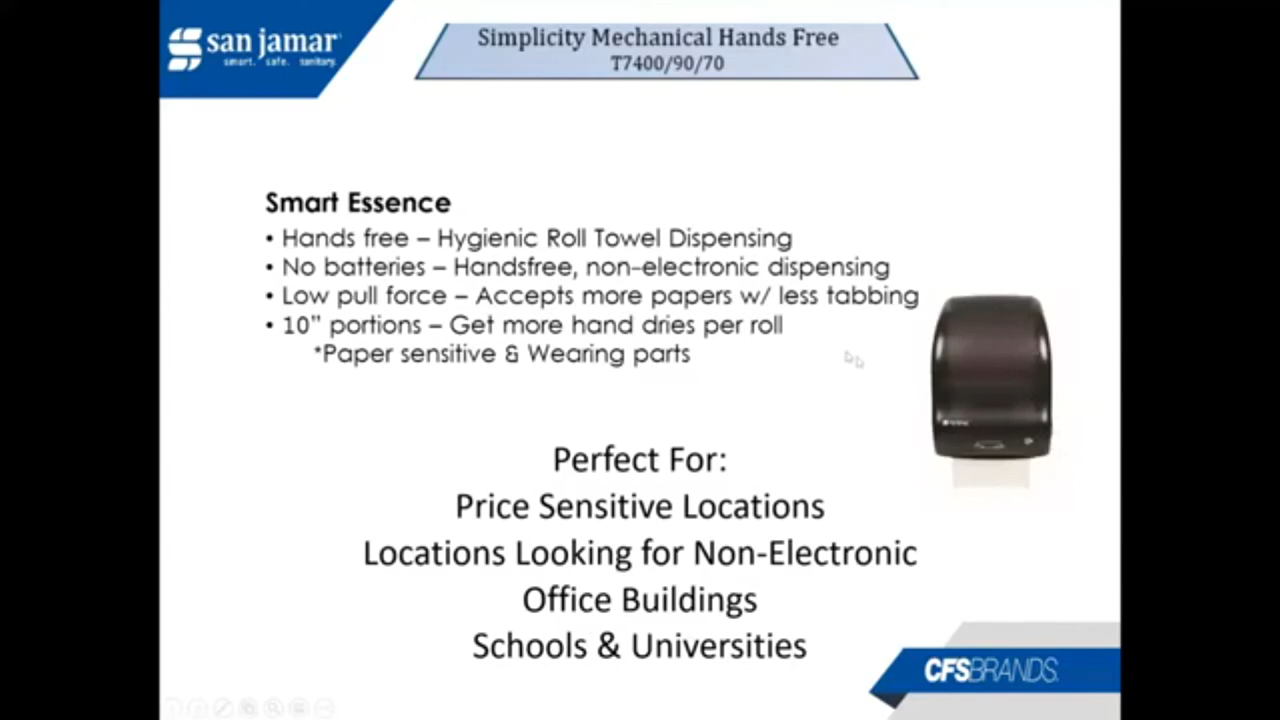 san jamar
smart. safe. sanitary.
Simplicity Mechanical Hands Free
T7400/90/70
Smart Essence
• Hands free – Hygienic Roll Towel Dispensing
• No batteries – Handsfree, non-electronic dispensing
• Low pull force – Accepts more papers w/ less tabbing
• 10” portions – Get more hand dries per roll
*Paper sensitive & Wearing parts
Perfect For:
Price Sensitive Locations
Locations Looking for Non-Electronic
Office Buildings
Schools & Universities
CFSBRANDS.